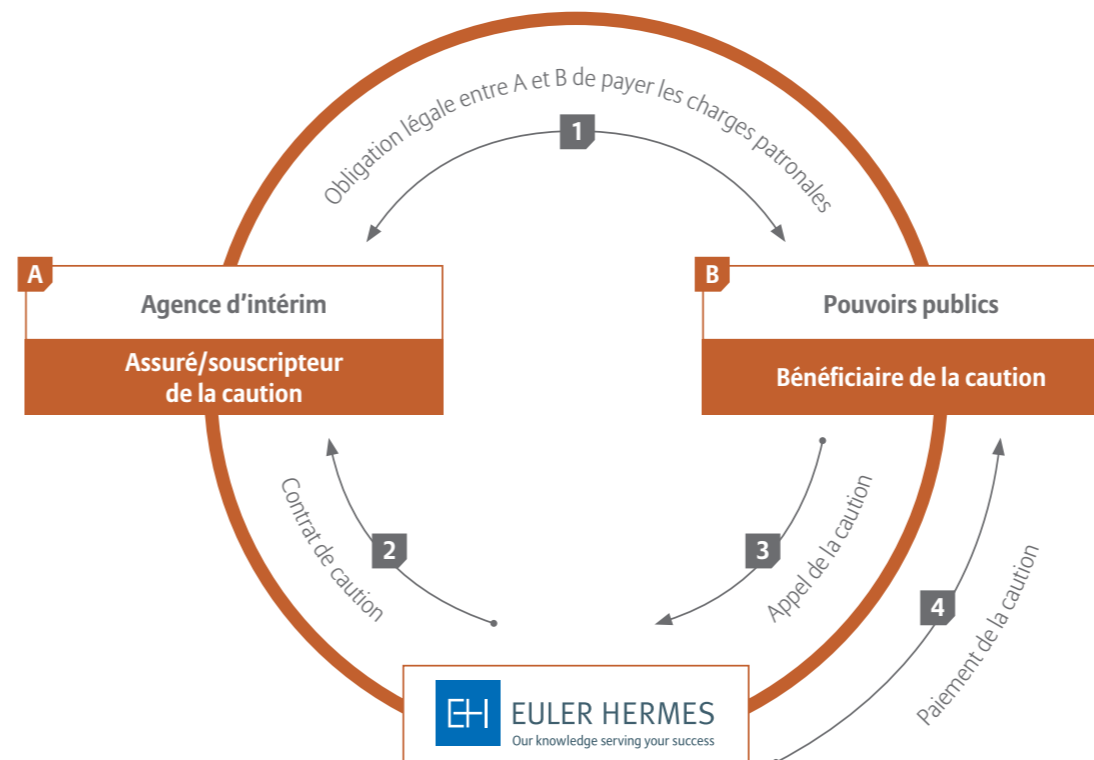 Obligation légale entre A et B de payer les charges patronales
1
A
Agence d'intérim
Assuré/souscripteur
de la caution
B
Pouvoirs publics
Bénéficiaire de la caution
Contrat de caution
2
3
Appel de la caution
4
Paiement de la caution
EH EULER HERMES
Our knowledge serving your success